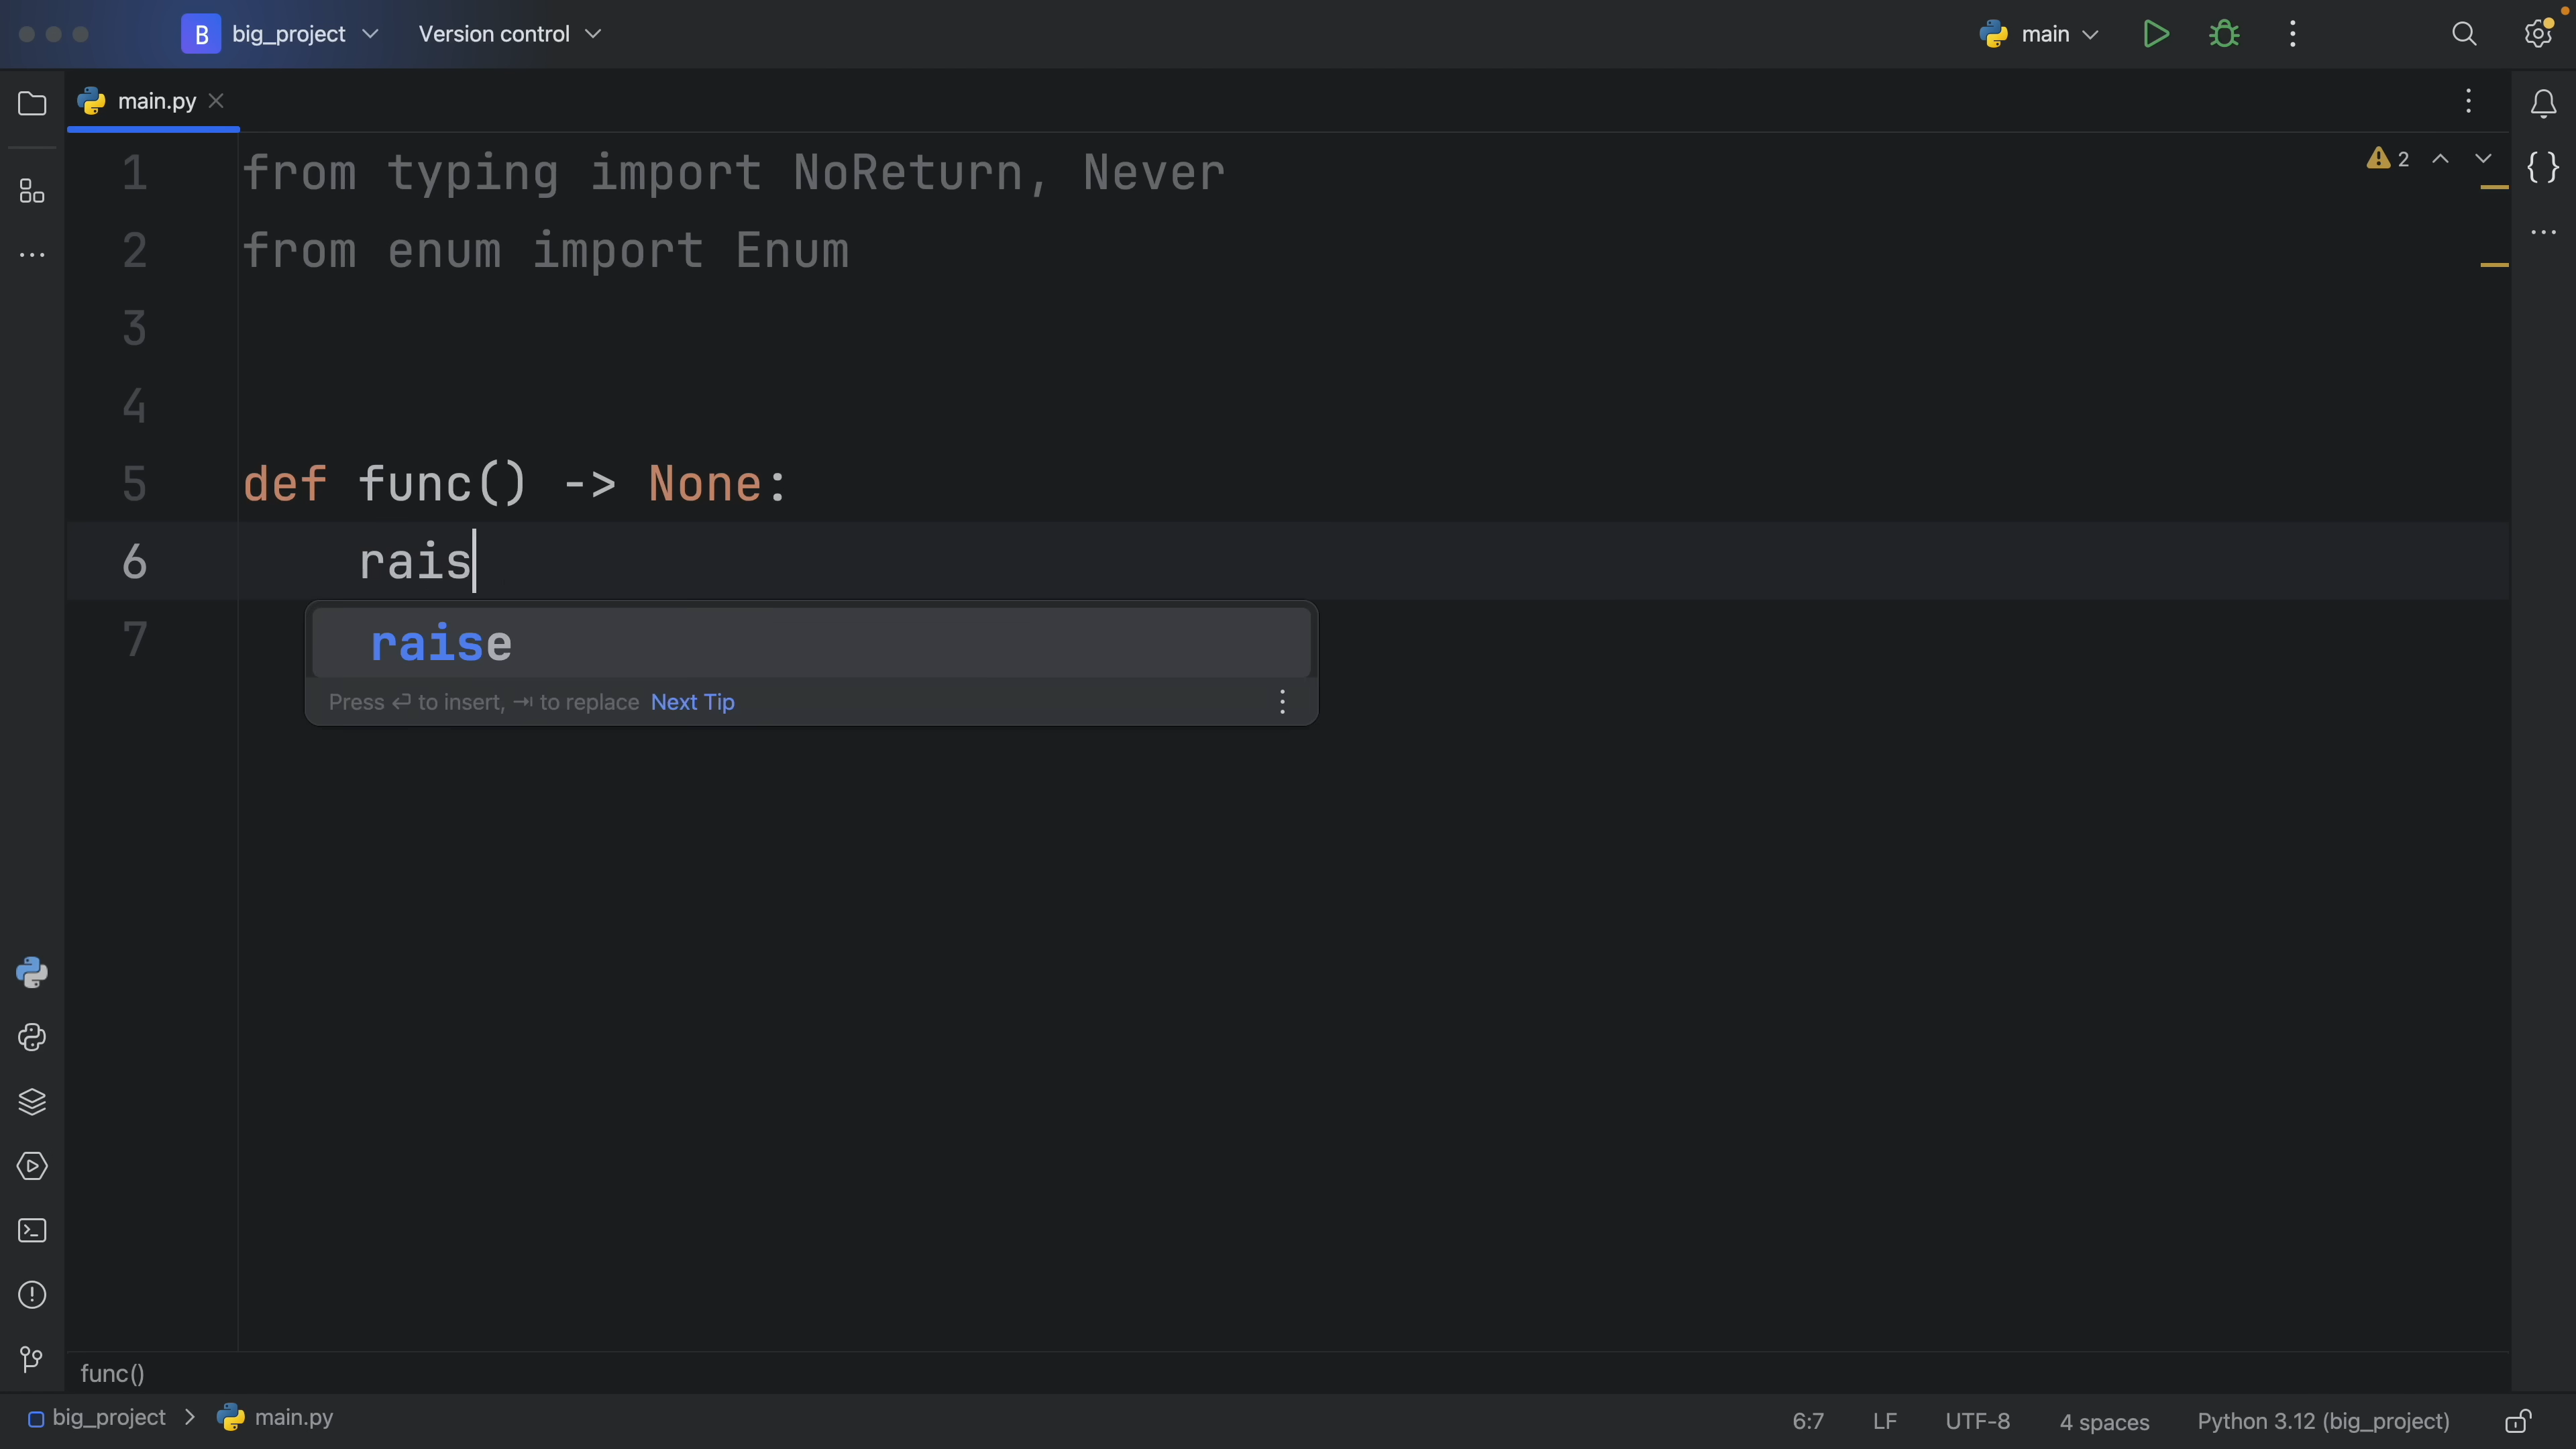 B big_project Version control main
main.py
2
1 from typing import NoReturn, Never
2 from enum import Enum
3
4
5 def func() -> None:
6 rais
7
raise
Press ↵ to insert, ⇥ to replace Next Tip
func()
big_project > main.py 6:7 LF UTF-8 4 spaces Python 3.12 (big_project)